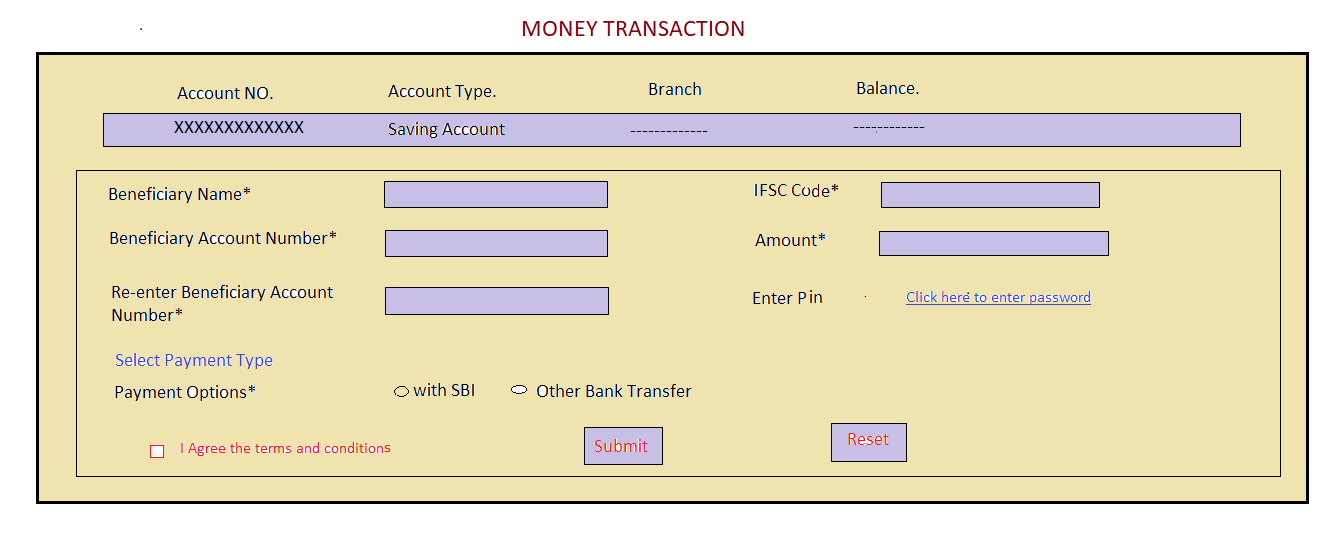 MONEY TRANSACTION
Account NO. Account Type. Branch Balance.
XXXXXXXXXXXXX Saving Account ------------- ------------
Beneficiary Name* IFSC Code*
Beneficiary Account Number* Amount*
Re-enter Beneficiary Account
Number*
Enter Pin Click here to enter password
Select Payment Type
Payment Options* with SBI Other Bank Transfer
I Agree the terms and conditions Submit Reset